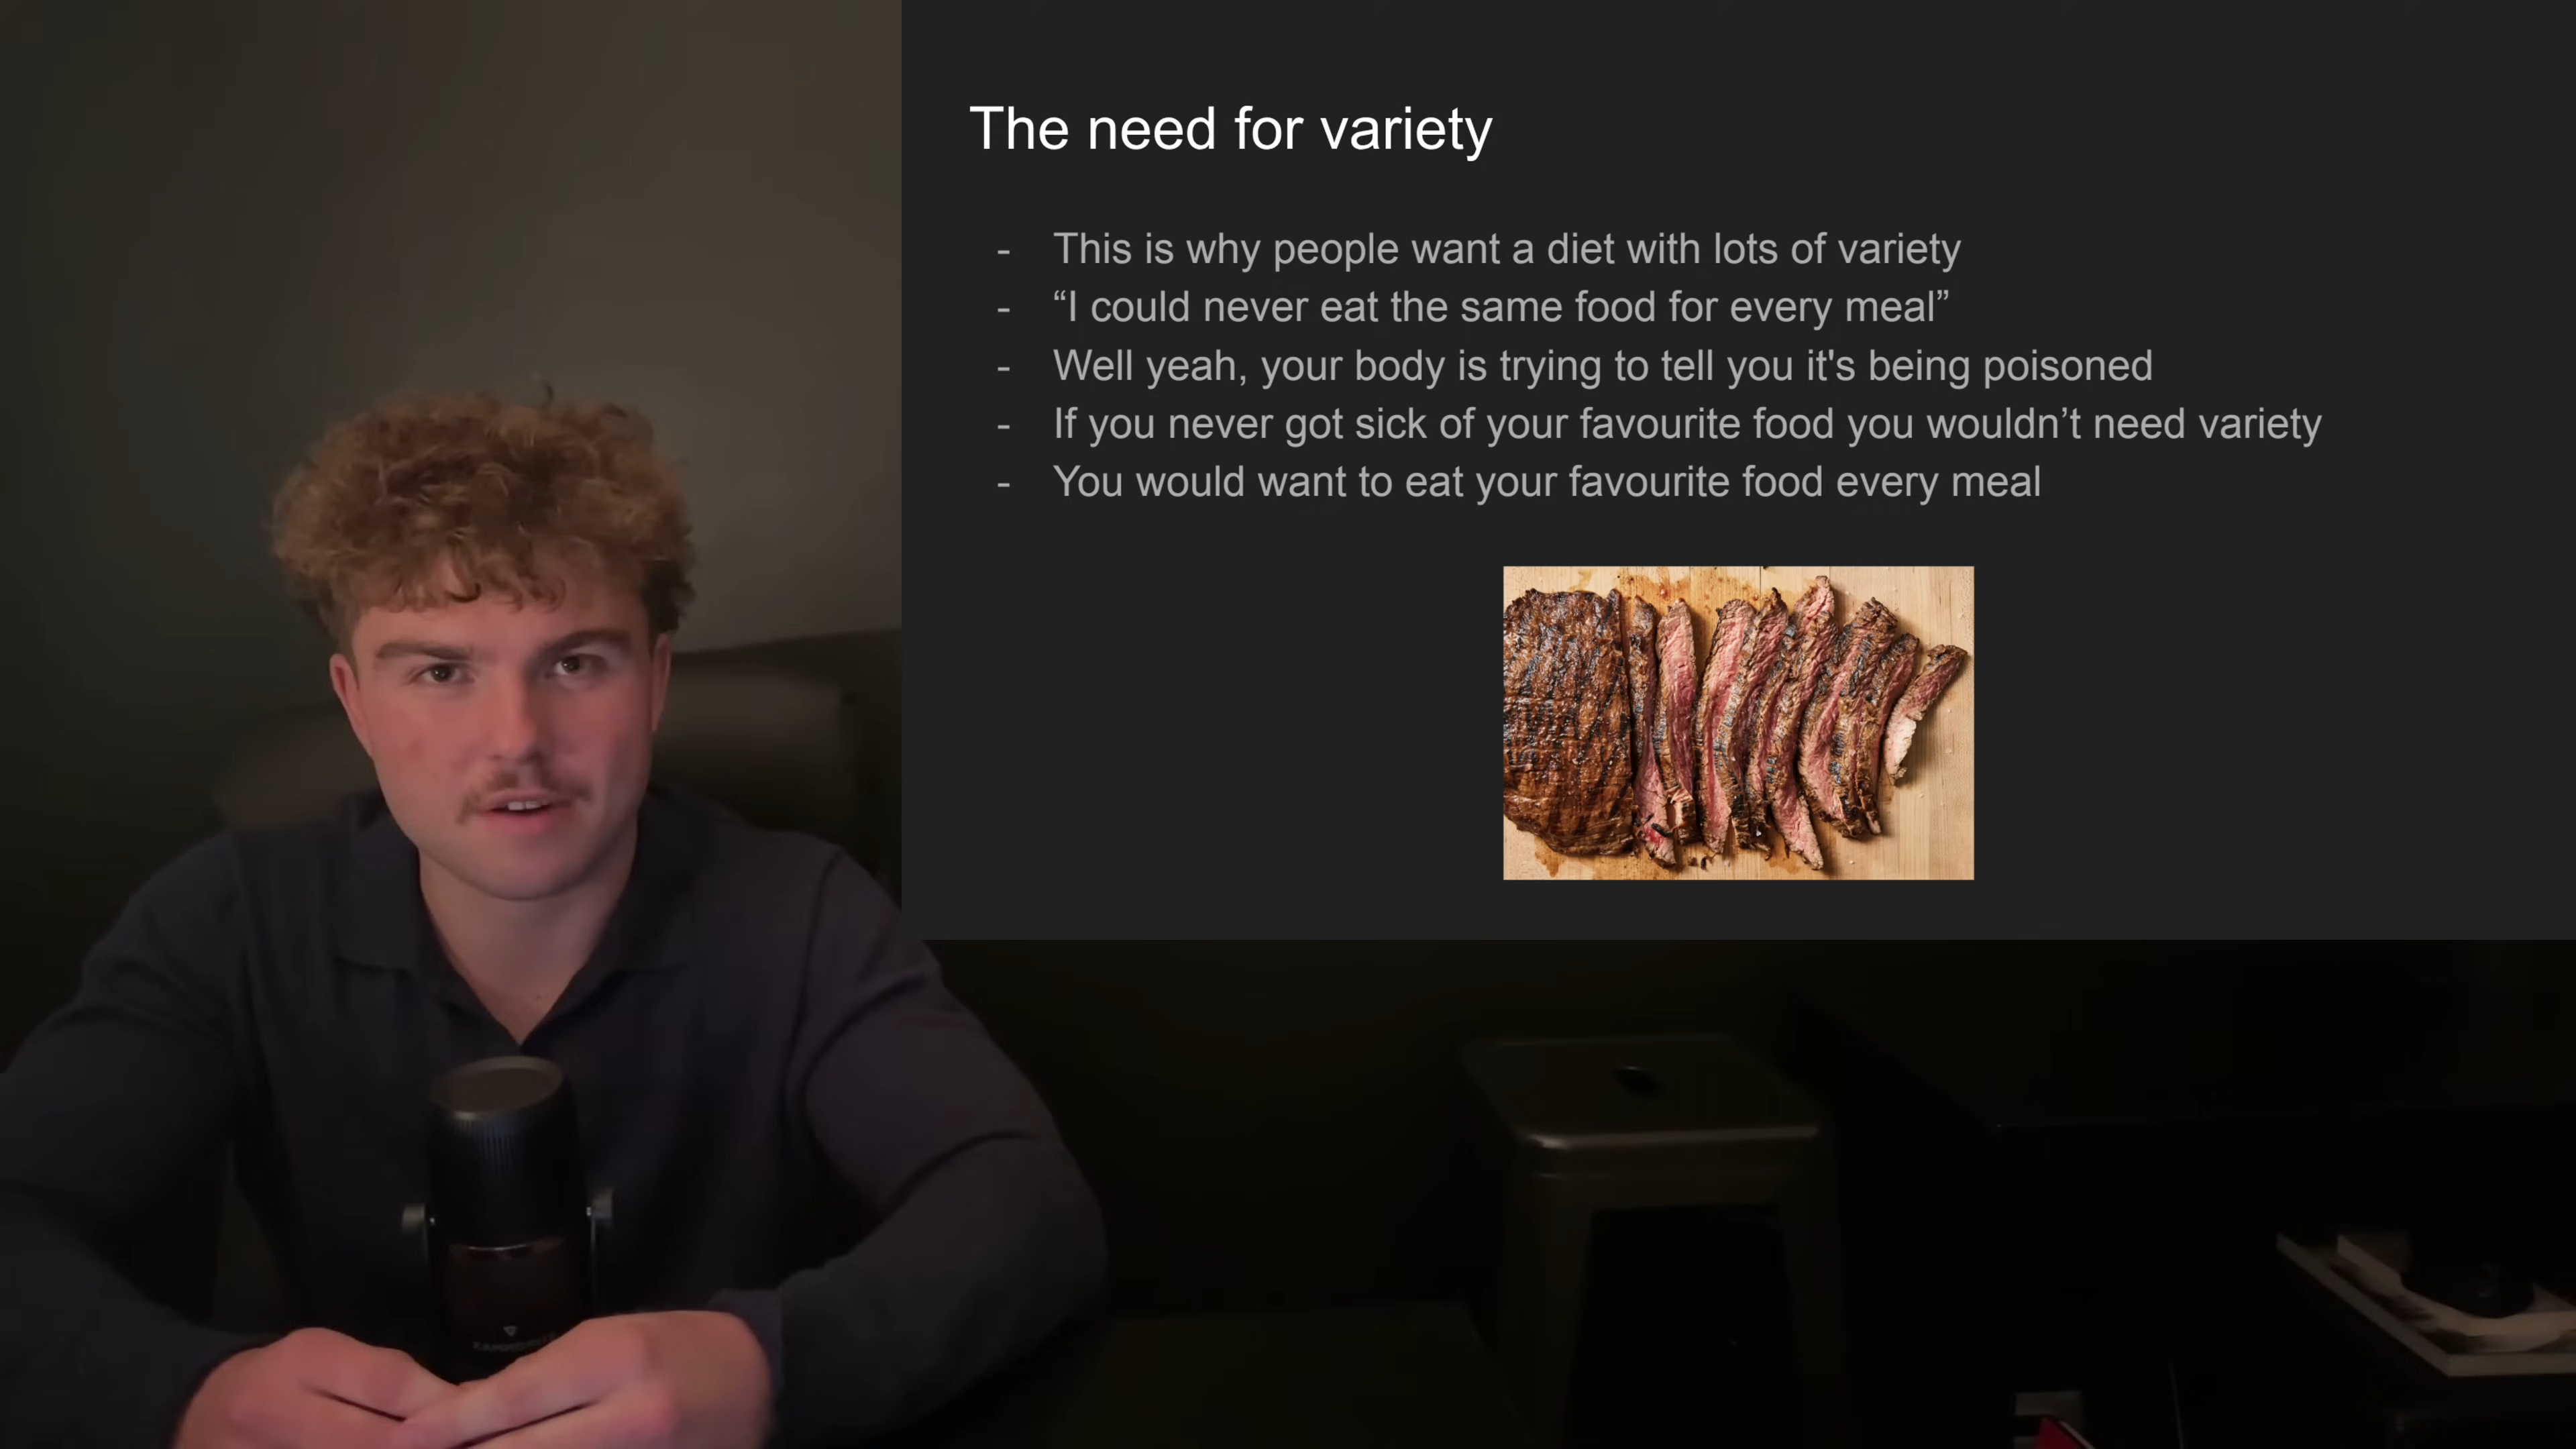 The need for variety
- This is why people want a diet with lots of variety
- “I could never eat the same food for every meal”
- Well yeah, your body is trying to tell you it's being poisoned
- If you never got sick of your favourite food you wouldn’t need variety
- You would want to eat your favourite food every meal